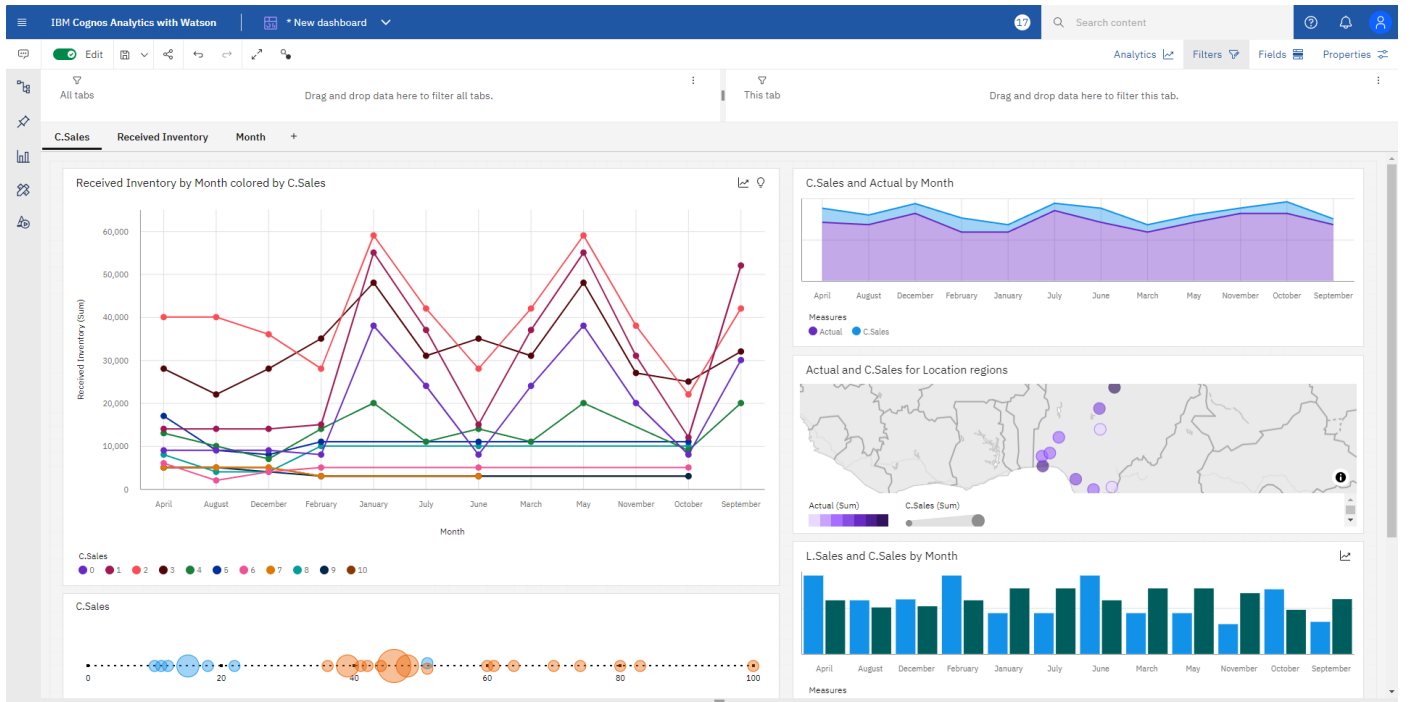 IBM Cognos Analytics with Watson
* New dashboard
17
Search content
Edit
Analytics
Filters
Fields
Properties
All tabs
Drag and drop data here to filter all tabs.
This tab
Drag and drop data here to filter this tab.
C.Sales
Received Inventory
Month
+
Received Inventory by Month colored by C.Sales
Received Inventory (Sum)
60,000
50,000
40,000
30,000
20,000
10,000
0
April August December February January July June March May November October September
Month
C.Sales
0 1 2 3 4 5 6 7 8 9 10
C.Sales
0 20 40 60 80 100
C.Sales and Actual by Month
April August December February January July June March May November October September
Measures
Actual C.Sales
Actual and C.Sales for Location regions
Actual (Sum) C.Sales (Sum)
L.Sales and C.Sales by Month
April August December February January July June March May November October September
Measures